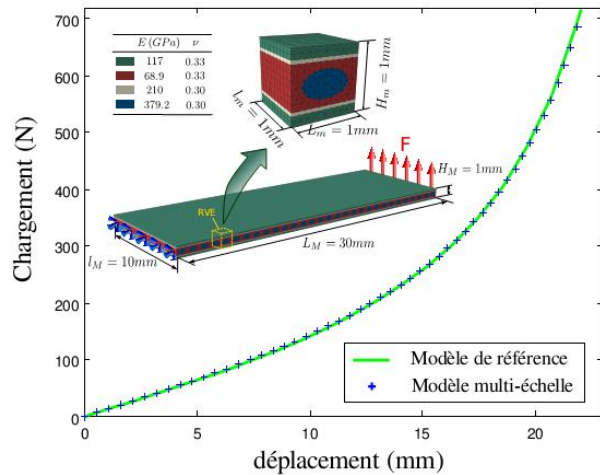 700
600
500
400
300
200
100
0
Chargement (N)
E (GPa) ν
117 0.33
68.9 0.33
210 0.30
379.2 0.30
l_m = 1mm
L_m = 1mm
H_m = 1mm
F
H_M = 1mm
RVE
L_M = 30mm
l_M = 10mm
Modèle de référence
Modèle multi-échelle
0 5 10 15 20
déplacement (mm)